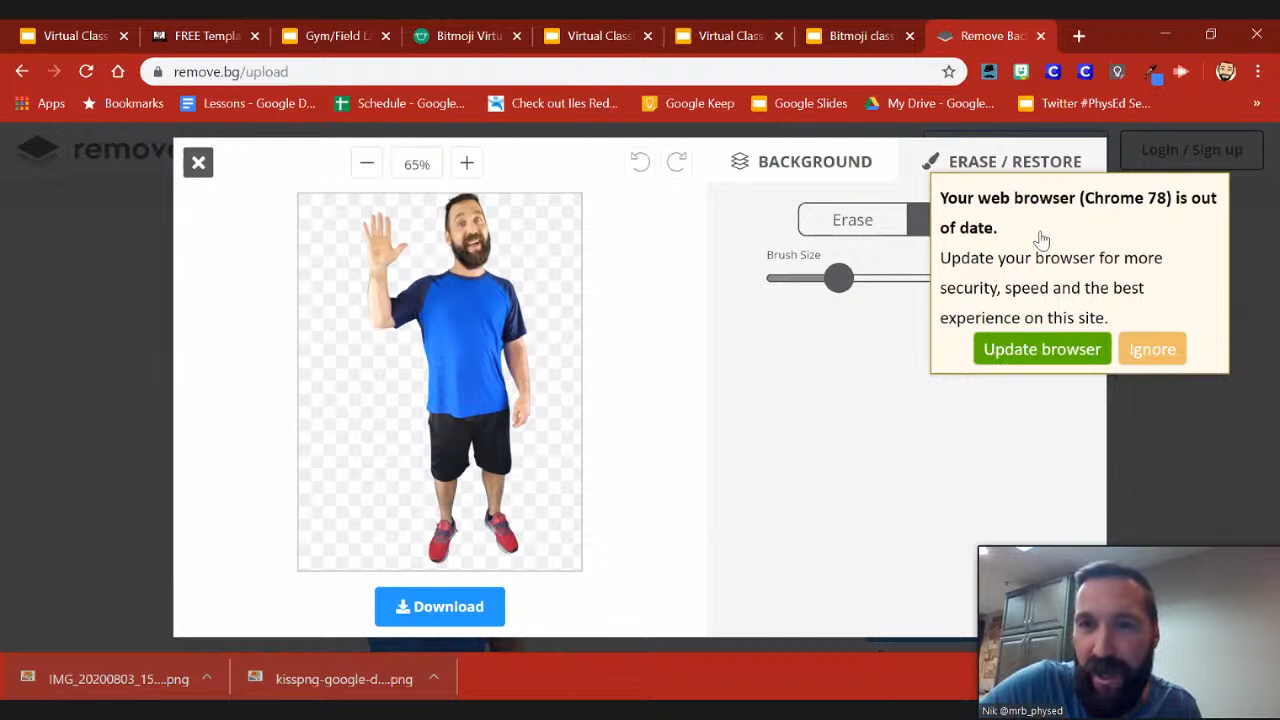 Virtual Class
FREE Templa
Gym/Field L
Bitmoji Virtu
Virtual Class
Virtual Class
Bitmoji class
Remove Bac
remove.bg/upload
Apps
Bookmarks
Lessons - Google D...
Schedule - Google...
Check out Iles Red...
Google Keep
Google Slides
My Drive - Google...
Twitter #PhysEd Se...
»
remove
Login / Sign up
65%
BACKGROUND
ERASE / RESTORE
Erase
Brush Size
Your web browser (Chrome 78) is out
of date.
Update your browser for more
security, speed and the best
experience on this site.
Update browser
Ignore
Download
IMG_20200803_15....png
kisspng-google-d....png
Nik @mrb_physed